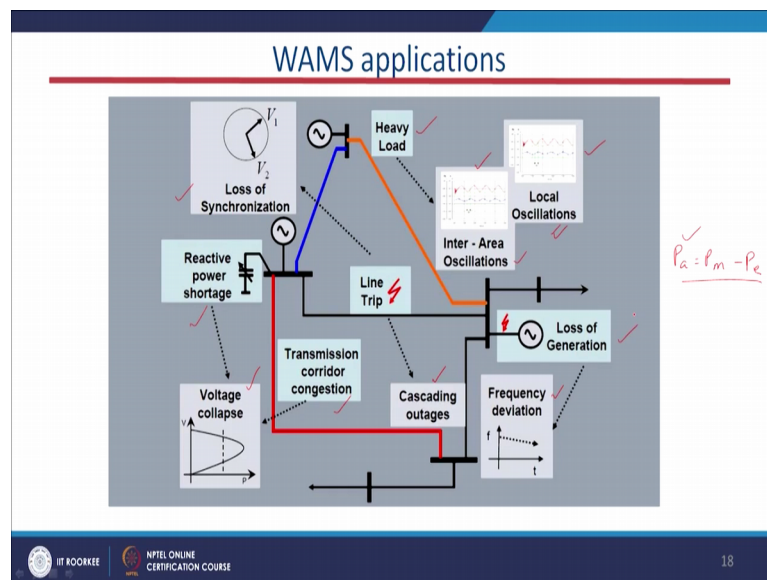 WAMS applications
V₁
V₂
Loss of
Synchronization
Heavy
Load
Local
Oscillations
Inter - Area
Oscillations
Reactive
power
shortage
Line
Trip
Loss of
Generation
Transmission
corridor
congestion
Voltage
collapse
V
P
Cascading
outages
Frequency
deviation
f
t
Pa = Pm - Pe
IIT ROORKEE
NPTEL ONLINE
CERTIFICATION COURSE
18